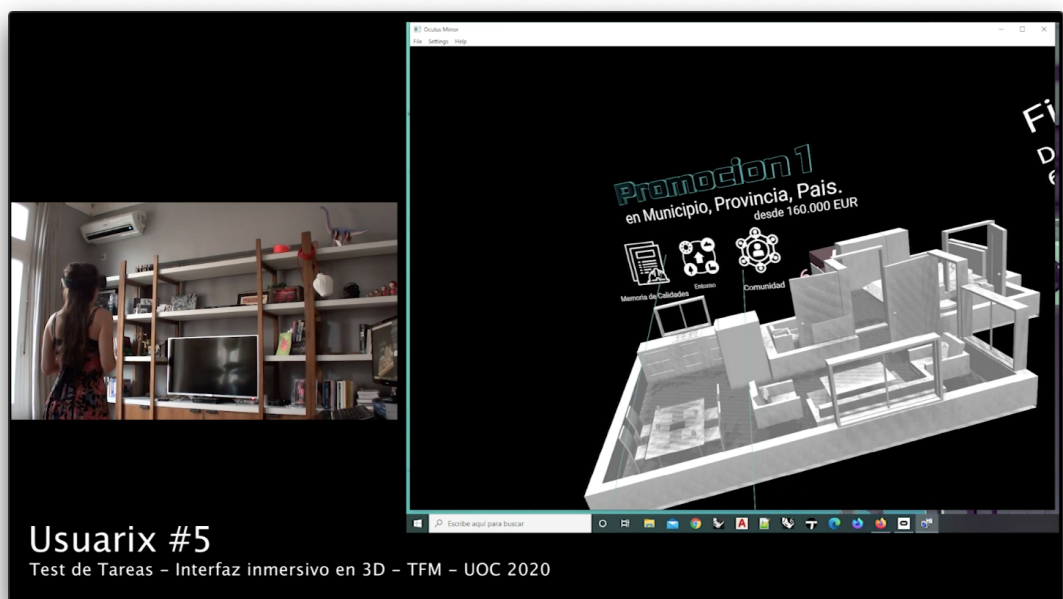 Oculus Mirror
File Settings Help
Fi
D
Promocion 1
en Municipio, Provincia, Pais.
desde 160.000 EUR
Memoria de Calidades
Entorno
Comunidad
Escribe aquí para buscar
Usuarix #5
Test de Tareas – Interfaz inmersivo en 3D – TFM – UOC 2020